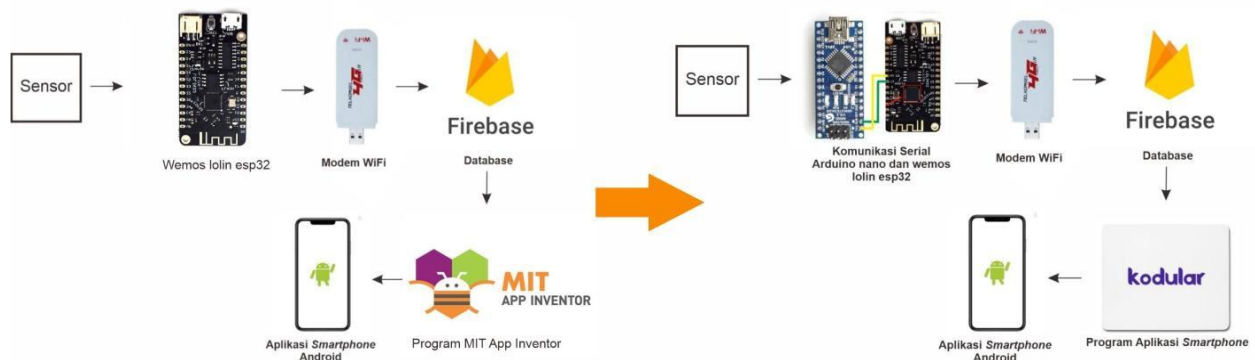 Sensor
Wemos lolin esp32
Modem WiFi
Firebase
Database
MIT
APP INVENTOR
Program MIT App Inventor
Aplikasi Smartphone
Android
Sensor
Komunikasi Serial
Arduino nano dan wemos
lolin esp32
Modem WiFi
Firebase
Database
kodular
Program Aplikasi Smartphone
Aplikasi Smartphone
Android